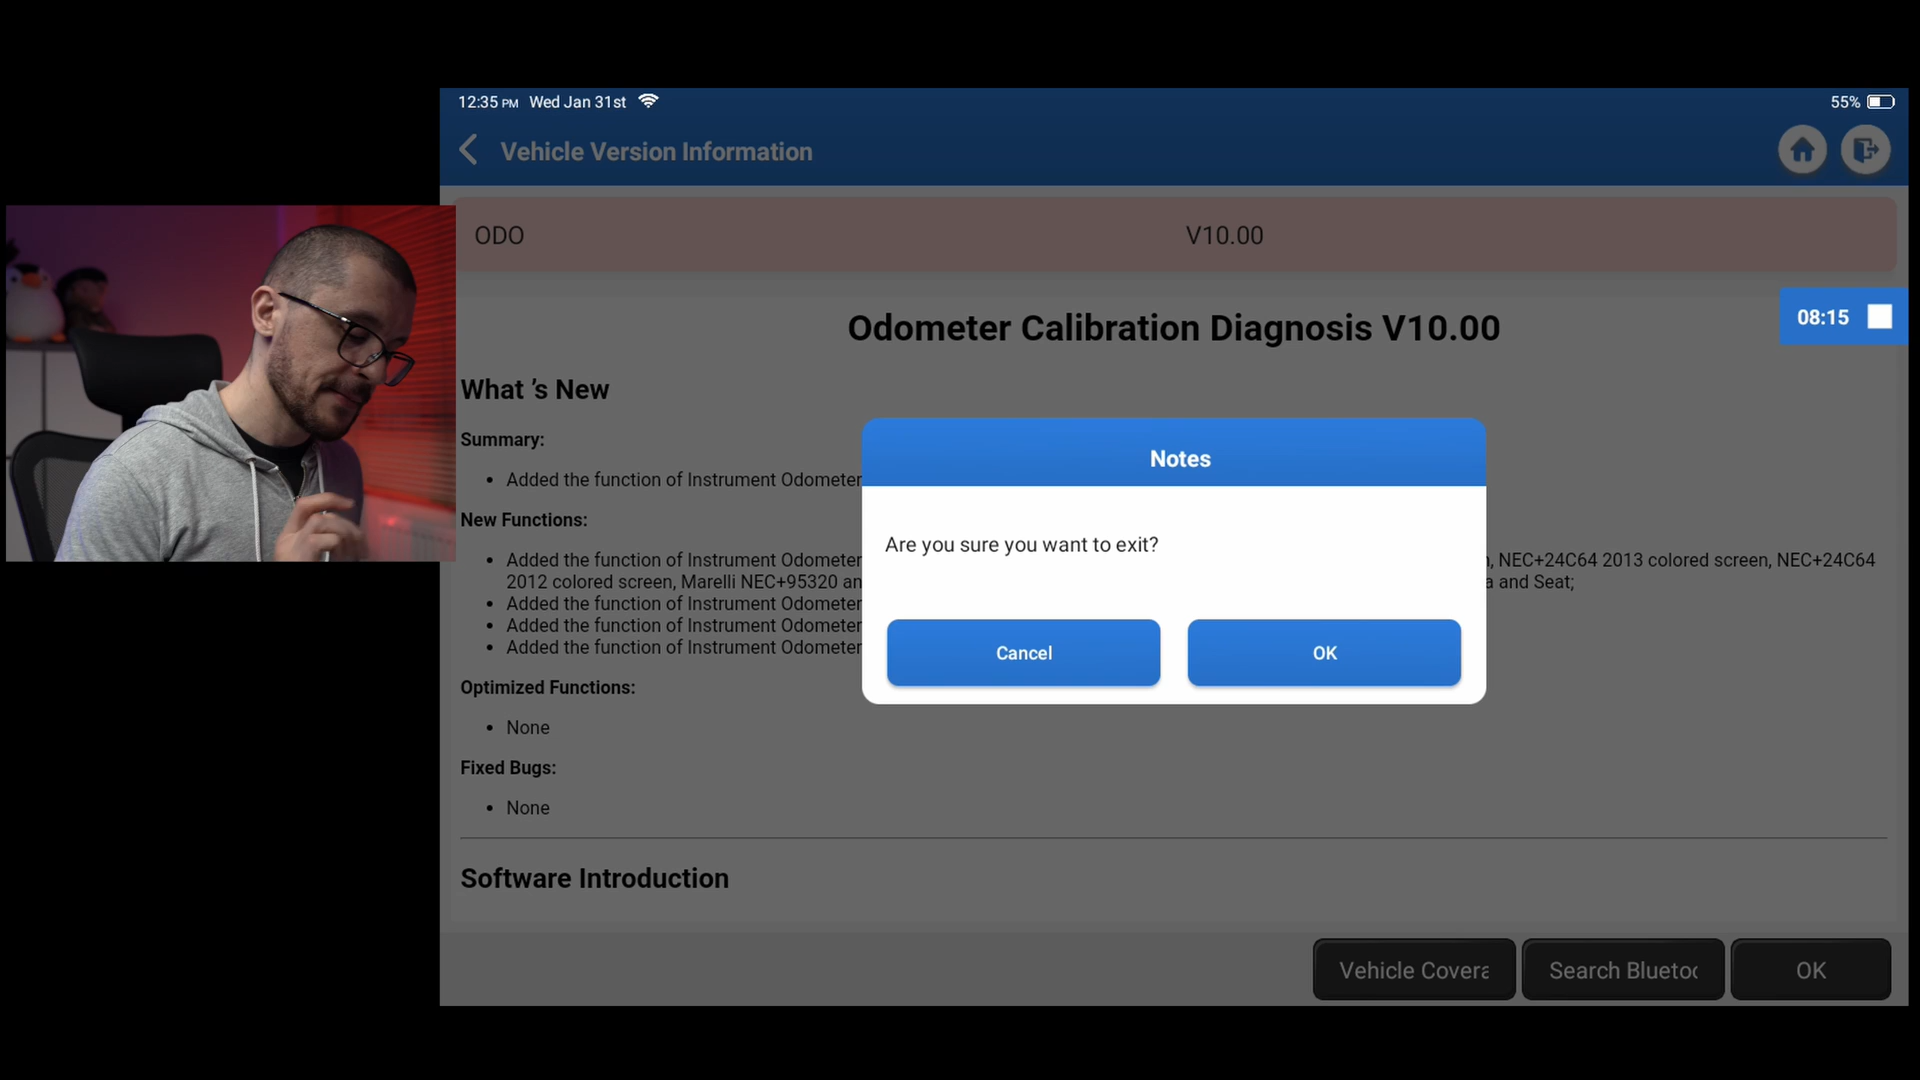 12:35 PM Wed Jan 31st
55%
Vehicle Version Information
ODO V10.00
Odometer Calibration Diagnosis V10.00
08:15
What 's New
Summary:
• Added the function of Instrument Odometer
New Functions:
• Added the function of Instrument Odometer , NEC+24C64 2013 colored screen, NEC+24C64
2012 colored screen, Marelli NEC+95320 and Seat;
• Added the function of Instrument Odometer
• Added the function of Instrument Odometer
• Added the function of Instrument Odometer
Optimized Functions:
• None
Fixed Bugs:
• None
Software Introduction
Notes
Are you sure you want to exit?
Cancel OK
Vehicle Covera Search Bluetoo OK